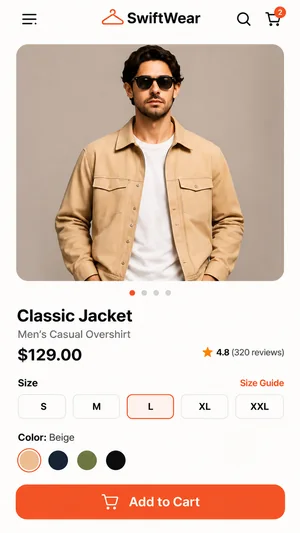 SwiftWear
2
Classic Jacket
Men's Casual Overshirt
$129.00
4.8 (320 reviews)
Size
Size Guide
S M L XL XXL
Color: Beige
Add to Cart